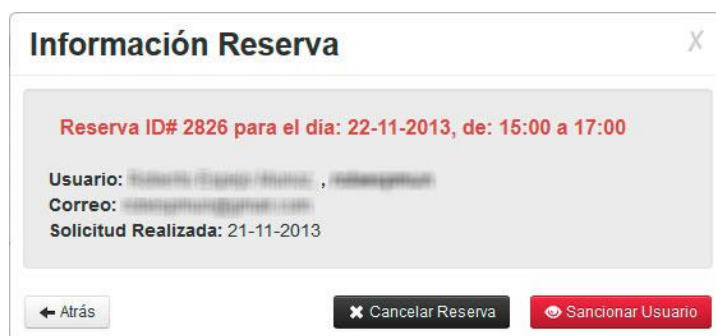 Información Reserva X
Reserva ID# 2826 para el dia: 22-11-2013, de: 15:00 a 17:00
Usuario: ,
Correo:
Solicitud Realizada: 21-11-2013
Atrás Cancelar Reserva Sancionar Usuario